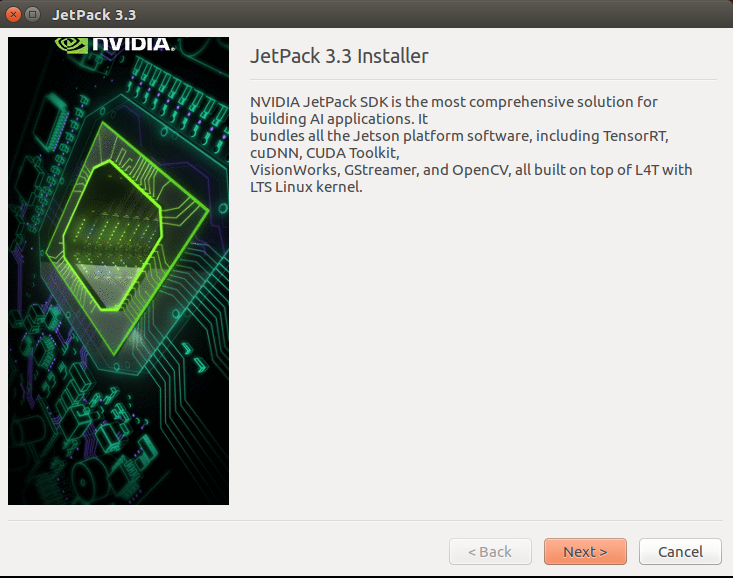 JetPack 3.3
NVIDIA.
JetPack 3.3 Installer
NVIDIA JetPack SDK is the most comprehensive solution for
building AI applications. It
bundles all the Jetson platform software, including TensorRT,
cuDNN, CUDA Toolkit,
VisionWorks, GStreamer, and OpenCV, all built on top of L4T with
LTS Linux kernel.
< Back
Next >
Cancel